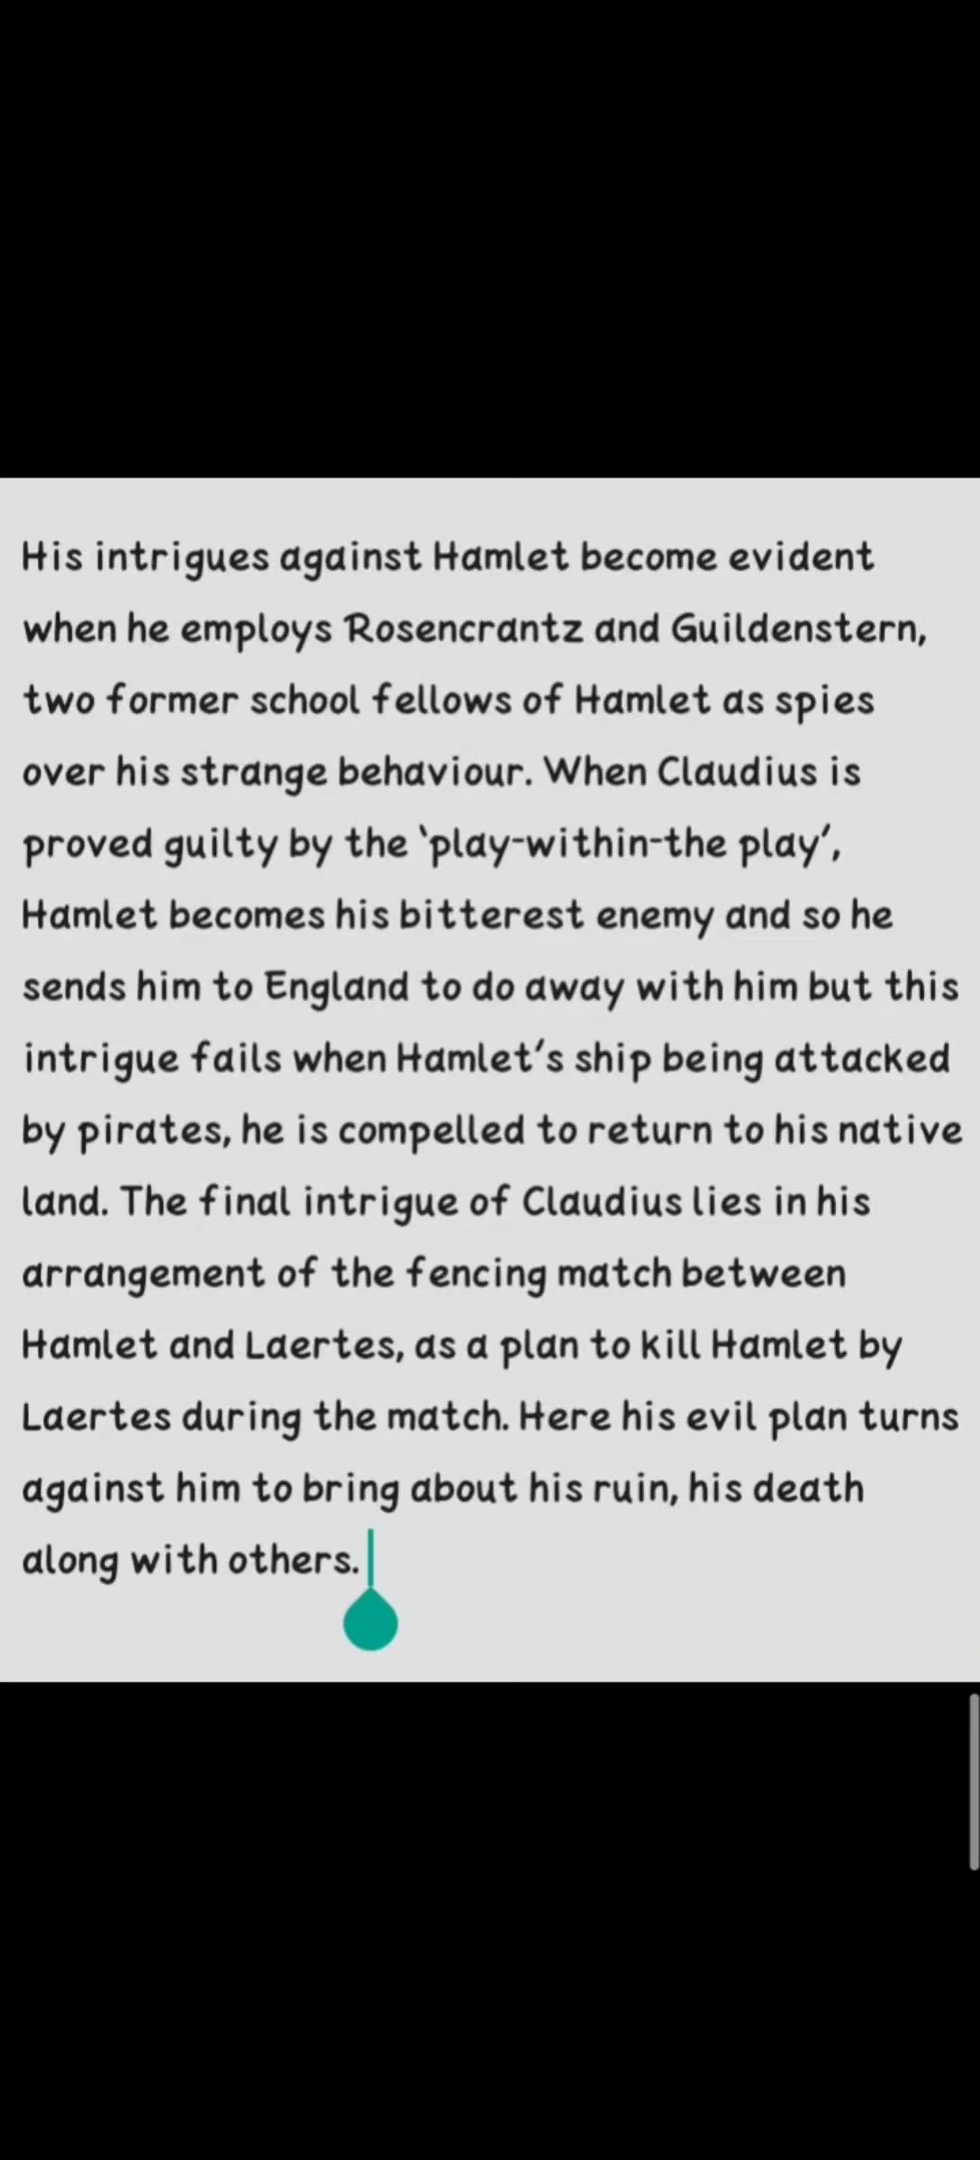 His intrigues against Hamlet become evident
when he employs Rosencrantz and Guildenstern,
two former school fellows of Hamlet as spies
over his strange behaviour. When Claudius is
proved guilty by the ‘play-within-the play’,
Hamlet becomes his bitterest enemy and so he
sends him to England to do away with him but this
intrigue fails when Hamlet’s ship being attacked
by pirates, he is compelled to return to his native
land. The final intrigue of Claudius lies in his
arrangement of the fencing match between
Hamlet and Laertes, as a plan to kill Hamlet by
Laertes during the match. Here his evil plan turns
against him to bring about his ruin, his death
along with others.